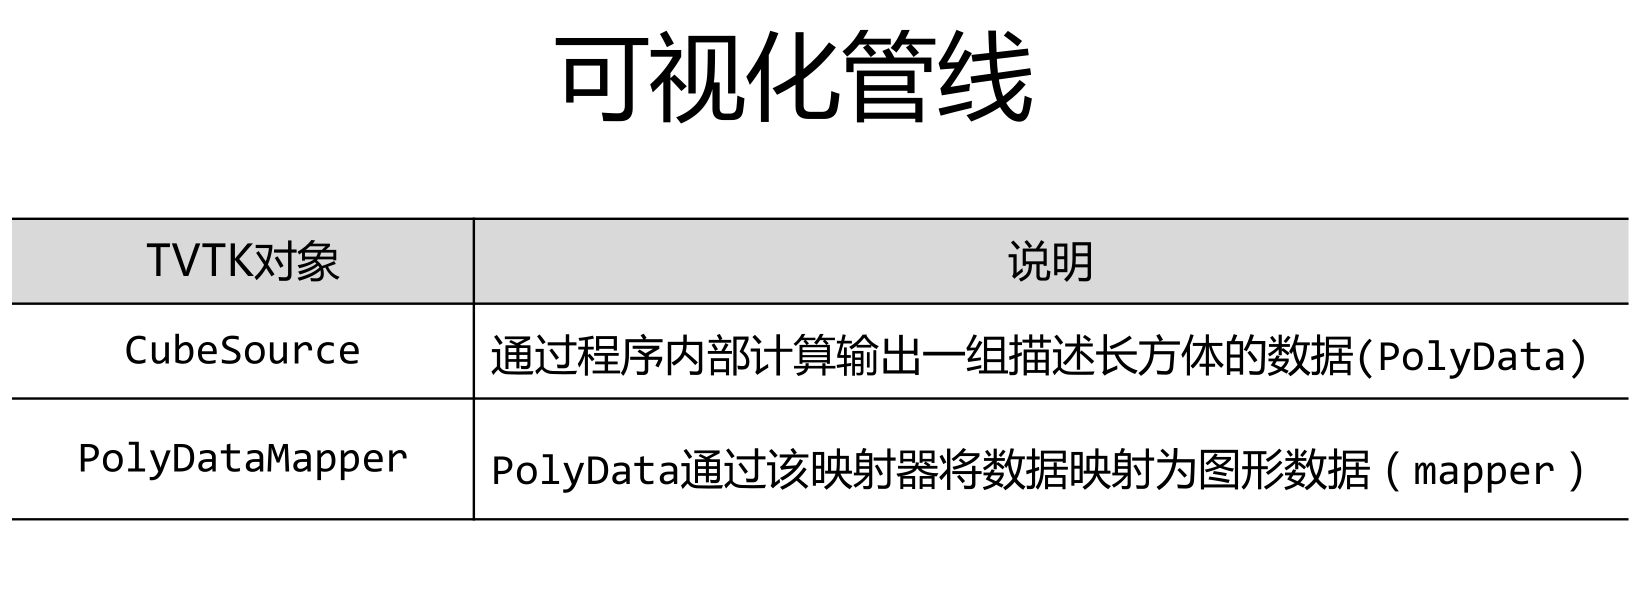 可视化管线
TVTK对象 说明
CubeSource 通过程序内部计算输出一组描述长方体的数据(PolyData)
PolyDataMapper PolyData通过该映射器将数据映射为图形数据（mapper）